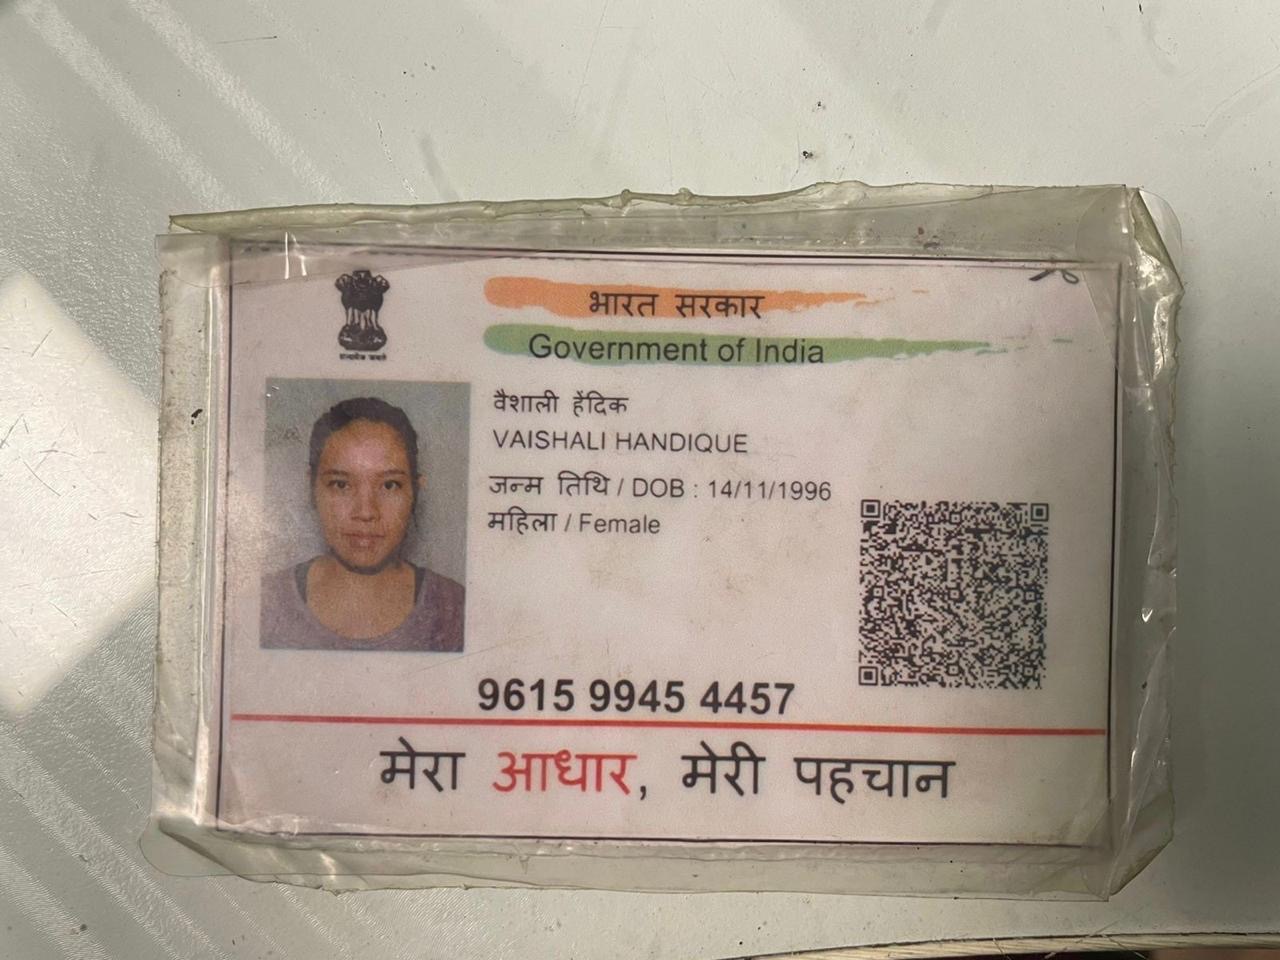 भारत सरकार
Government of India
सत्यमेव जयते
वैशाली हेंदिक
VAISHALI HANDIQUE
जन्म तिथि / DOB : 14/11/1996
महिला / Female
9615 9945 4457
मेरा आधार, मेरी पहचान